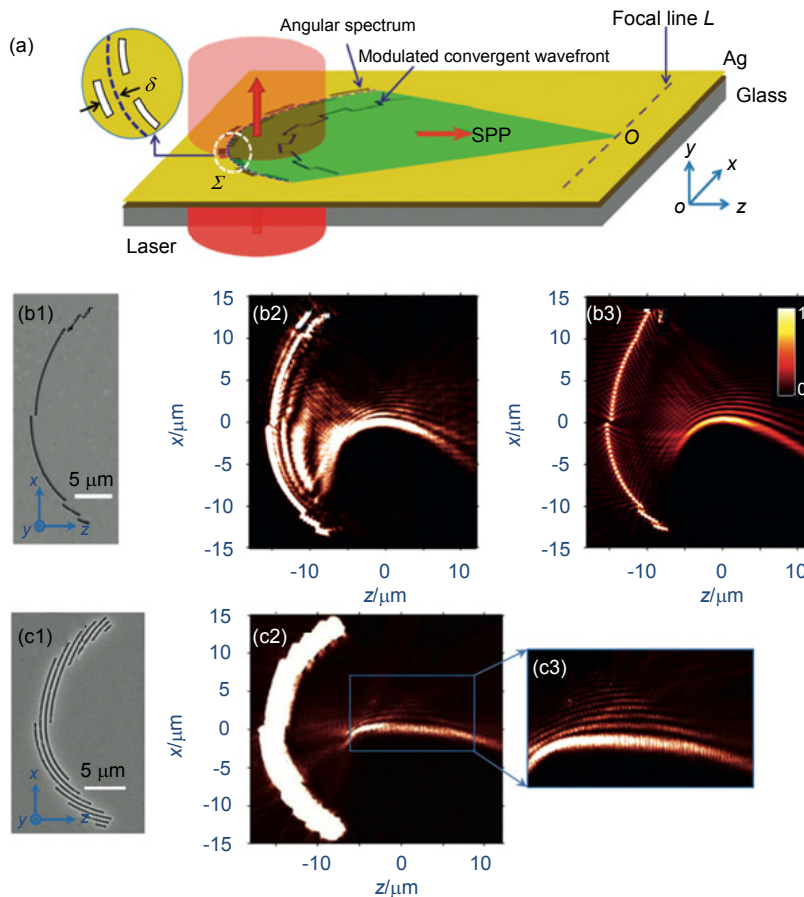 (a)
Angular spectrum
Modulated convergent wavefront
Focal line L
Ag
Glass
δ
SPP
O
Σ
Laser
y
x
o
z
(b1)
5 μm
x
y
z
(b2)
15
10
5
0
-5
-10
-15
x/μm
-10
0
10
z/μm
(b3)
1
0
15
10
5
0
-5
-10
-15
x/μm
-10
0
10
z/μm
(c1)
5 μm
x
y
z
(c2)
15
10
5
0
-5
-10
-15
x/μm
-10
0
10
z/μm
(c3)